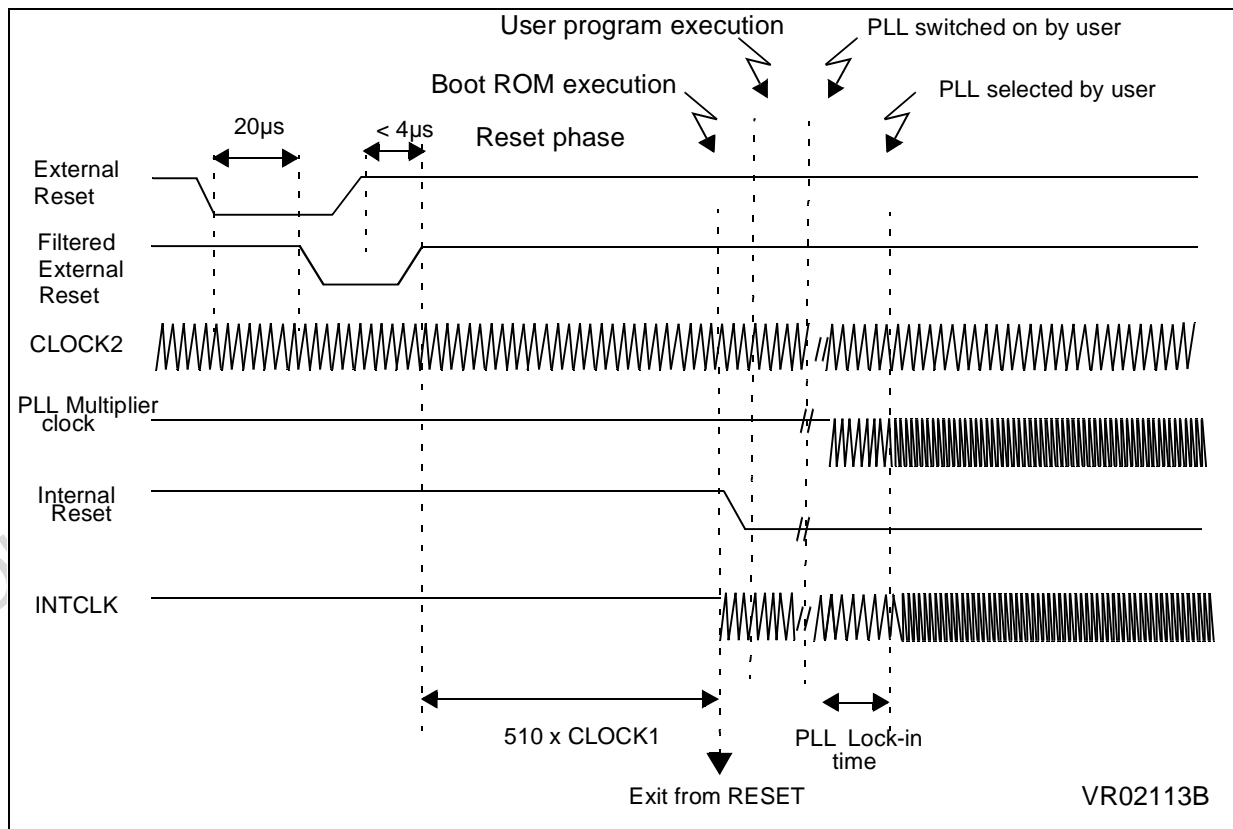 User program execution
PLL switched on by user
Boot ROM execution
PLL selected by user
20µs
< 4µs
Reset phase
External
Reset
Filtered
External
Reset
CLOCK2
PLL Multiplier
clock
Internal
Reset
INTCLK
510 x CLOCK1
PLL Lock-in
time
Exit from RESET
VR02113B